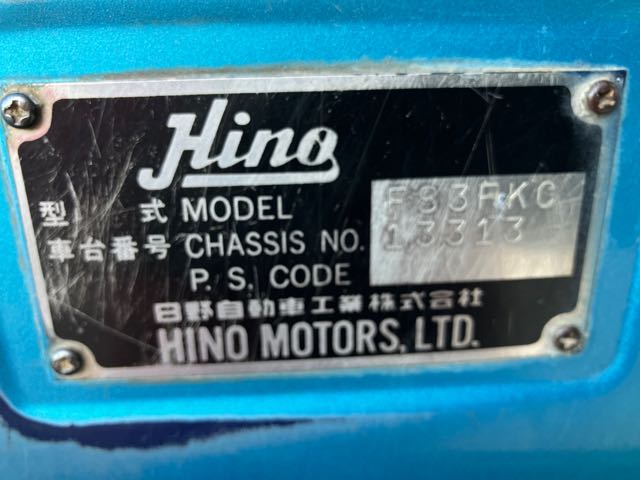 Hino
型 式 MODEL
車台番号 CHASSIS NO. 13313
P. S. CODE
日野自動車工業株式会社
HINO MOTORS, LTD.